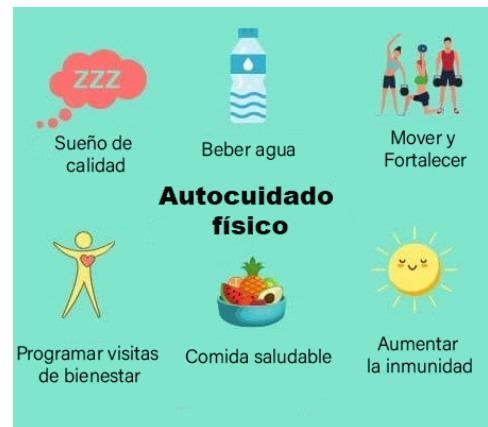 ZZZ
Sueño de
calidad
Beber agua
Mover y
Fortalecer
Autocuidado
físico
Programar visitas
de bienestar
Comida saludable
Aumentar
la inmunidad